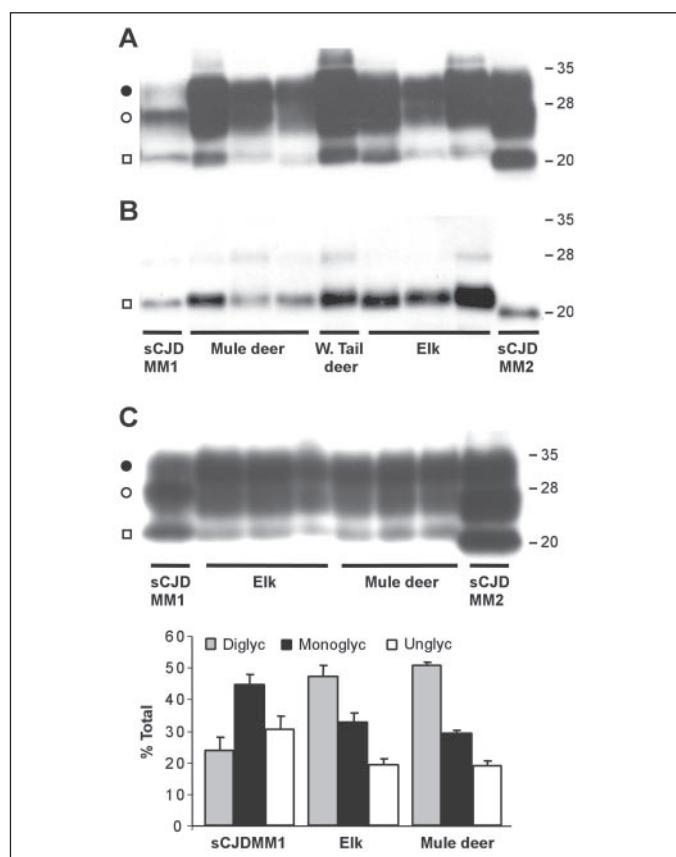 A
– 35
– 28
– 20
B
– 35
– 28
– 20
sCJD MM1
Mule deer
W. Tail deer
Elk
sCJD MM2
C
– 35
– 28
– 20
sCJD MM1
Elk
Mule deer
sCJD MM2
60
Diglyc Monoglyc Unglyc
50
40
30
20
10
0
% Total
sCJDMM1 Elk Mule deer